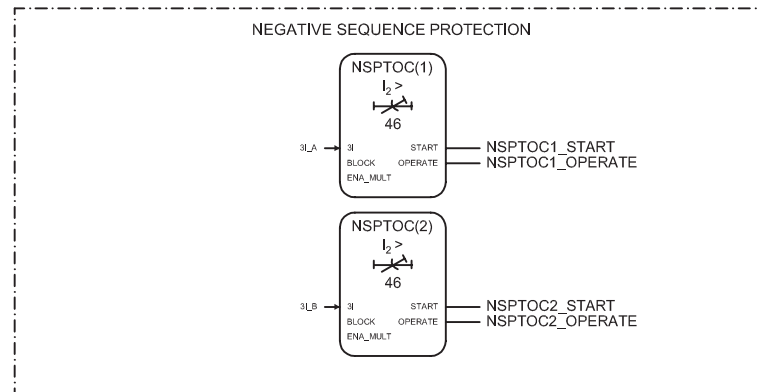 NEGATIVE SEQUENCE PROTECTION
NSPTOC(1)
I2 >
46
3I_A 3I START NSPTOC1_START
BLOCK OPERATE NSPTOC1_OPERATE
ENA_MULT
NSPTOC(2)
I2 >
46
3I_B 3I START NSPTOC2_START
BLOCK OPERATE NSPTOC2_OPERATE
ENA_MULT